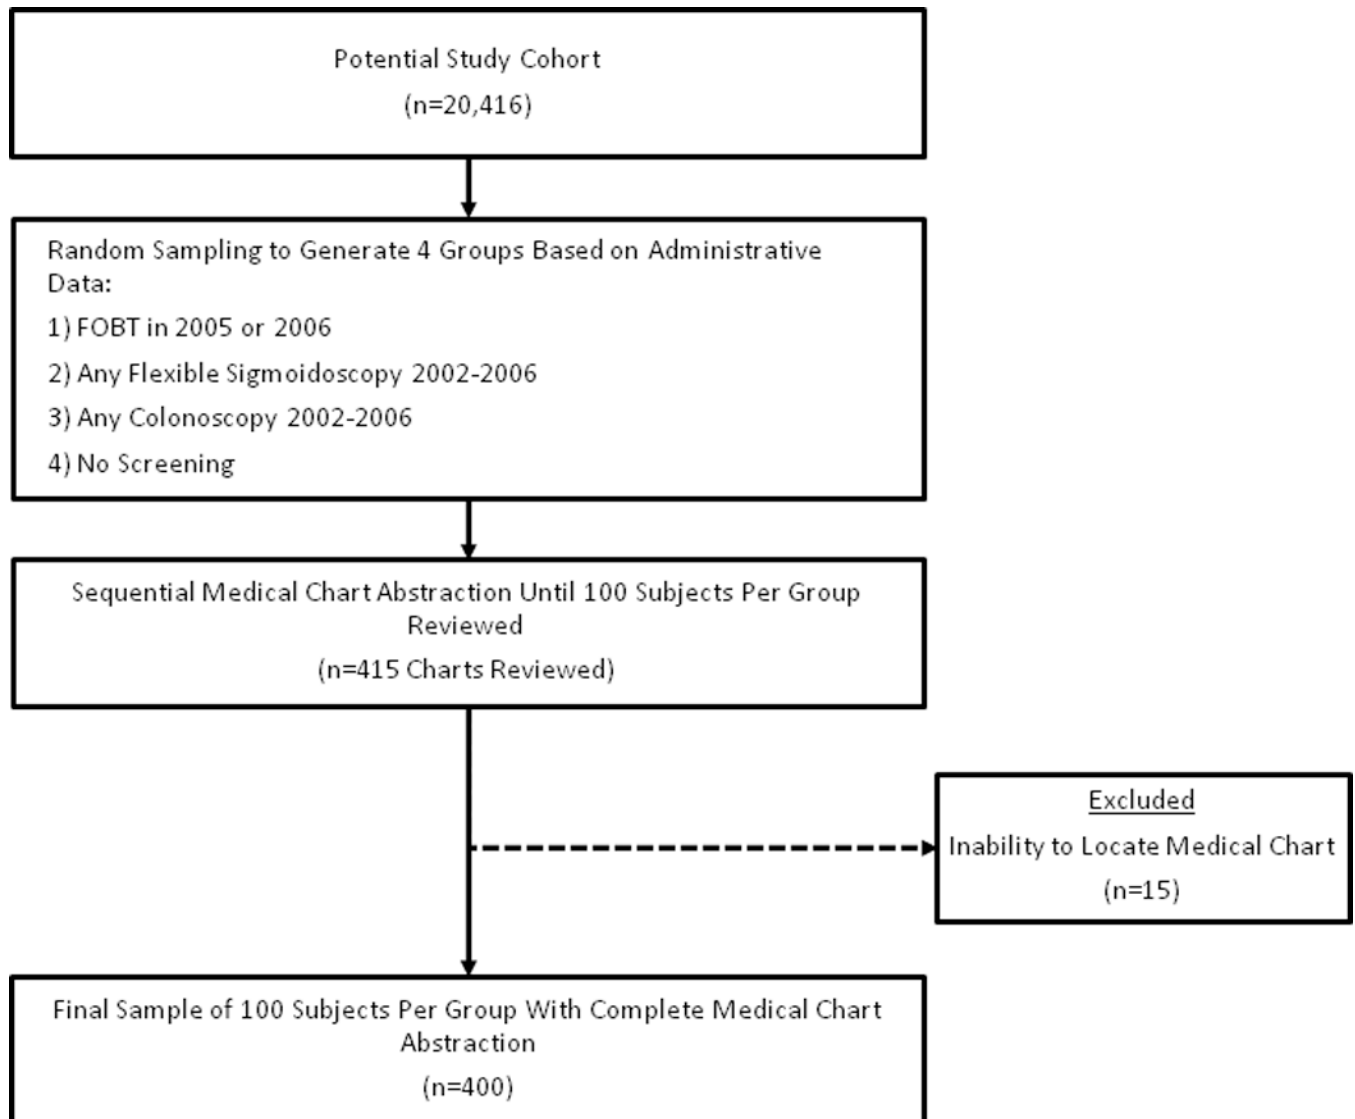 Potential Study Cohort
(n=20,416)
Random Sampling to Generate 4 Groups Based on Administrative
Data:
1) FOBT in 2005 or 2006
2) Any Flexible Sigmoidoscopy 2002-2006
3) Any Colonoscopy 2002-2006
4) No Screening
Sequential Medical Chart Abstraction Until 100 Subjects Per Group
Reviewed
(n=415 Charts Reviewed)
Excluded
Inability to Locate Medical Chart
(n=15)
Final Sample of 100 Subjects Per Group With Complete Medical Chart
Abstraction
(n=400)